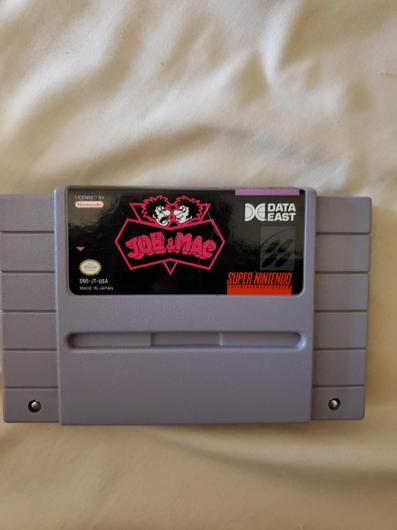 LICENSED BY
Nintendo
DATA
EAST
JOE & MAC
SNS-JT-USA
MADE IN JAPAN
SUPER NINTENDO